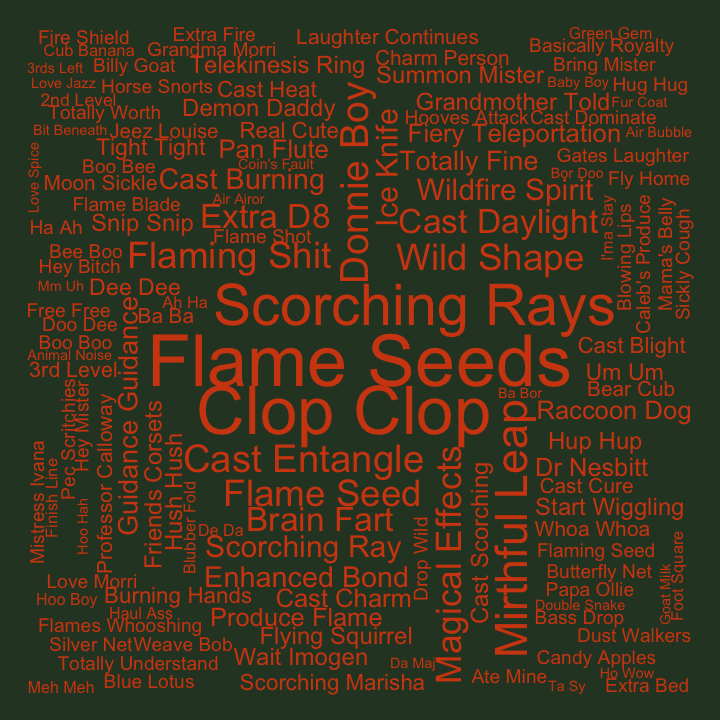 Fire Shield
Extra Fire
Laughter Continues
Green Gem
Cub Banana
Grandma Morri
Basically Royalty
3rds Left
Billy Goat
Telekinesis Ring
Charm Person
Bring Mister
Love Jazz
Horse Snorts
Cast Heat
Summon Mister
Baby Boy
Hug Hug
2nd Level
Totally Worth
Demon Daddy
Donnie Boy
Ice Knife
Grandmother Told
Fur Coat
Hooves Attack
Cast Dominate
Bit Beneath
Jeez Louise
Real Cute
Fiery Teleportation
Air Bubble
Love Spice
Tight Tight
Pan Flute
Totally Fine
Gates Laughter
Boo Bee
Coin's Fault
Bor Doo
Fly Home
Moon Sickle
Cast Burning
Wildfire Spirit
Flame Blade
Air Airor
I'ma Stay
Blowing Lips
Caleb's Produce
Mama's Belly
Sickly Cough
Ha Ah
Snip Snip
Extra D8
Cast Daylight
Flame Shot
Bee Boo
Flaming Shit
Wild Shape
Hey Bitch
Mm Uh
Dee Dee
Ah Ha
Scorching Rays
Free Free
Ba Ba
Doo Dee
Guidance Guidance
Boo Boo
Flame Seeds
Cast Blight
Animal Noise
3rd Level
Um Um
Pec Scritchies
Hey Mister
Clop Clop
Ba Bor
Bear Cub
Professor Calloway
Friends Corsets
Raccoon Dog
Mistress Ivana
Finish Line
Hoo Hah
Hush Hush
Cast Entangle
Magical Effects
Cast Scorching
Mirthful Leap
Hup Hup
Dr Nesbitt
Blubber Fold
Flame Seed
Cast Cure
Start Wiggling
De Da
Brain Fart
Drop Wild
Whoa Whoa
Scorching Ray
Flaming Seed
Goat Milk
Foot Square
Love Morri
Enhanced Bond
Butterfly Net
Hoo Boy
Burning Hands
Cast Charm
Papa Ollie
Haul Ass
Double Snake
Flames Whooshing
Produce Flame
Bass Drop
Silver Net
Weave Bob
Flying Squirrel
Dust Walkers
Totally Understand
Wait Imogen
Da Maj
Candy Apples
Meh Meh
Blue Lotus
Scorching Marisha
Ate Mine
Ho Wow
Ta Sy
Extra Bed